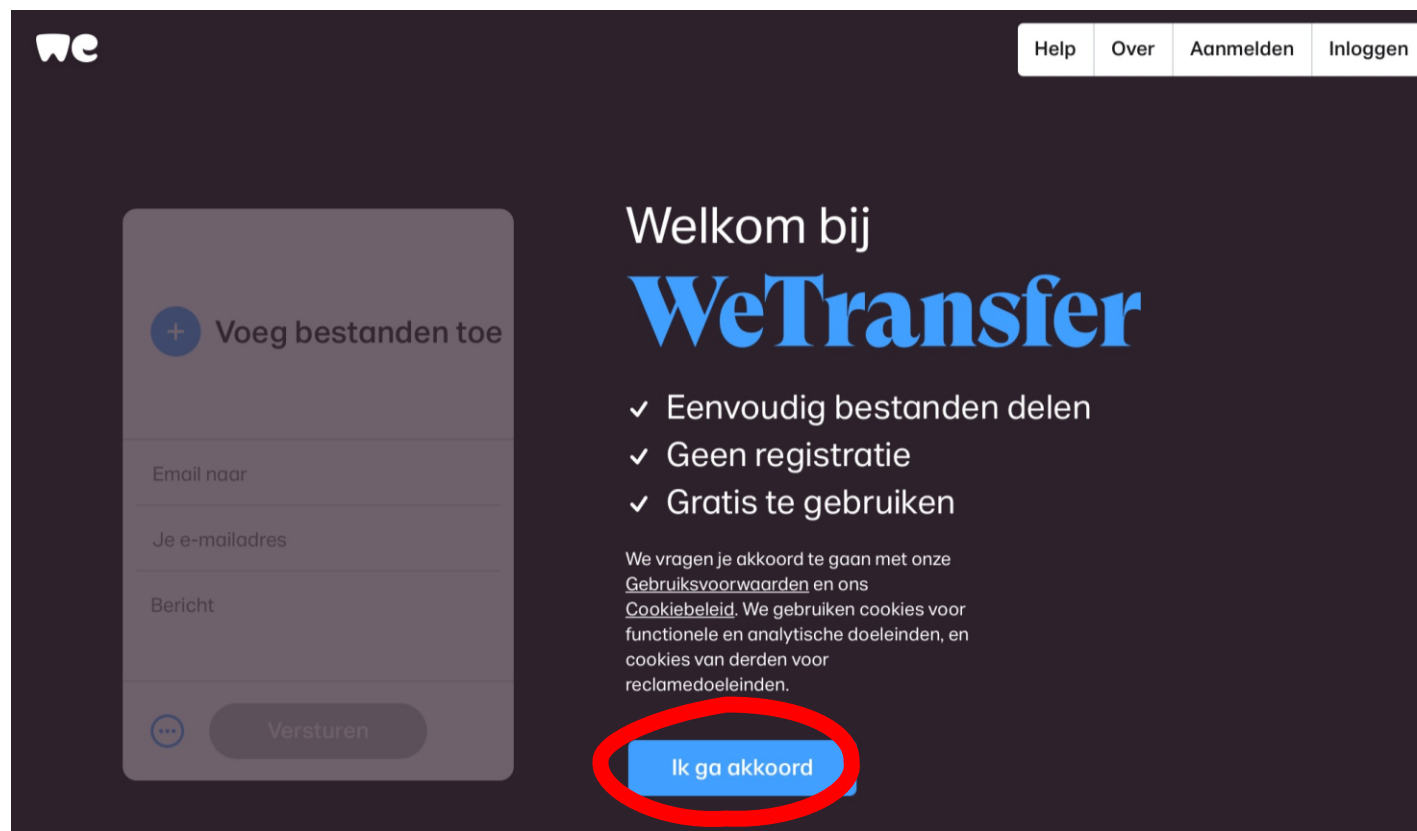 we
Help Over Aanmelden Inloggen
Voeg bestanden toe
Email naar
Je e-mailadres
Bericht
Versturen
Welkom bij
WeTransfer
Eenvoudig bestanden delen
Geen registratie
Gratis te gebruiken
We vragen je akkoord te gaan met onze
Gebruiksvoorwaarden en ons
Cookiebeleid. We gebruiken cookies voor
functionele en analytische doeleinden, en
cookies van derden voor
reclamedoeleinden.
Ik ga akkoord